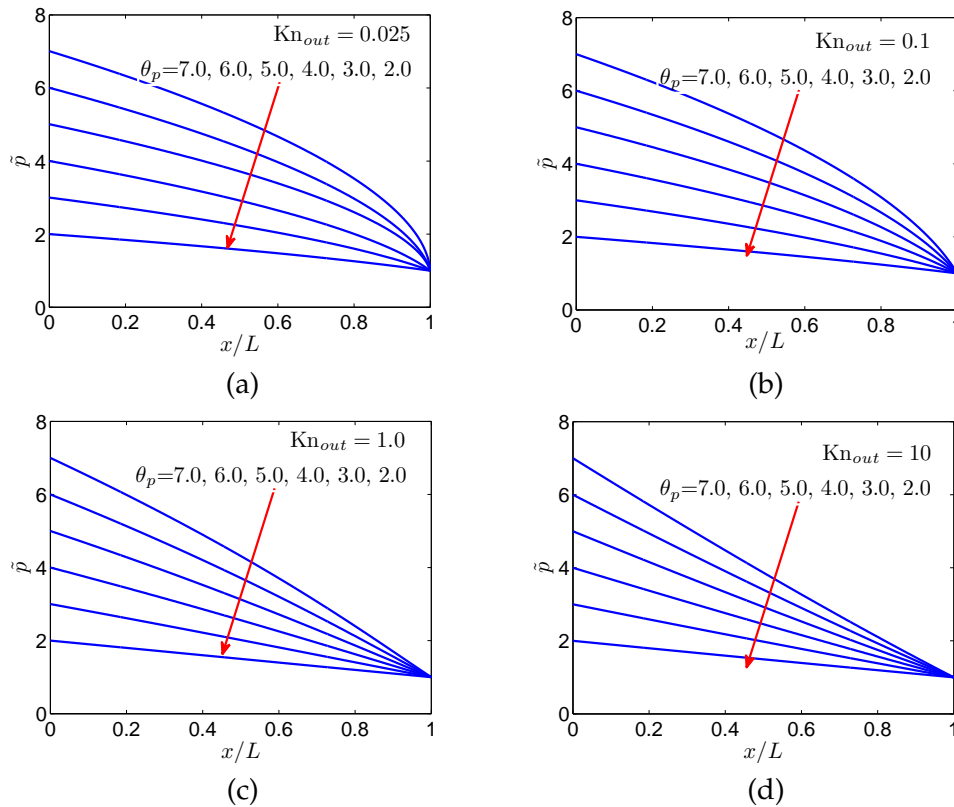 8
Kn_out = 0.025
θ_p=7.0, 6.0, 5.0, 4.0, 3.0, 2.0
6
p̃
4
2
0
0 0.2 0.4 0.6 0.8 1
x/L
(a)
8
Kn_out = 0.1
θ_p=7.0, 6.0, 5.0, 4.0, 3.0, 2.0
6
p̃
4
2
0
0 0.2 0.4 0.6 0.8 1
x/L
(b)
8
Kn_out = 1.0
θ_p=7.0, 6.0, 5.0, 4.0, 3.0, 2.0
6
p̃
4
2
0
0 0.2 0.4 0.6 0.8 1
x/L
(c)
8
Kn_out = 10
θ_p=7.0, 6.0, 5.0, 4.0, 3.0, 2.0
6
p̃
4
2
0
0 0.2 0.4 0.6 0.8 1
x/L
(d)